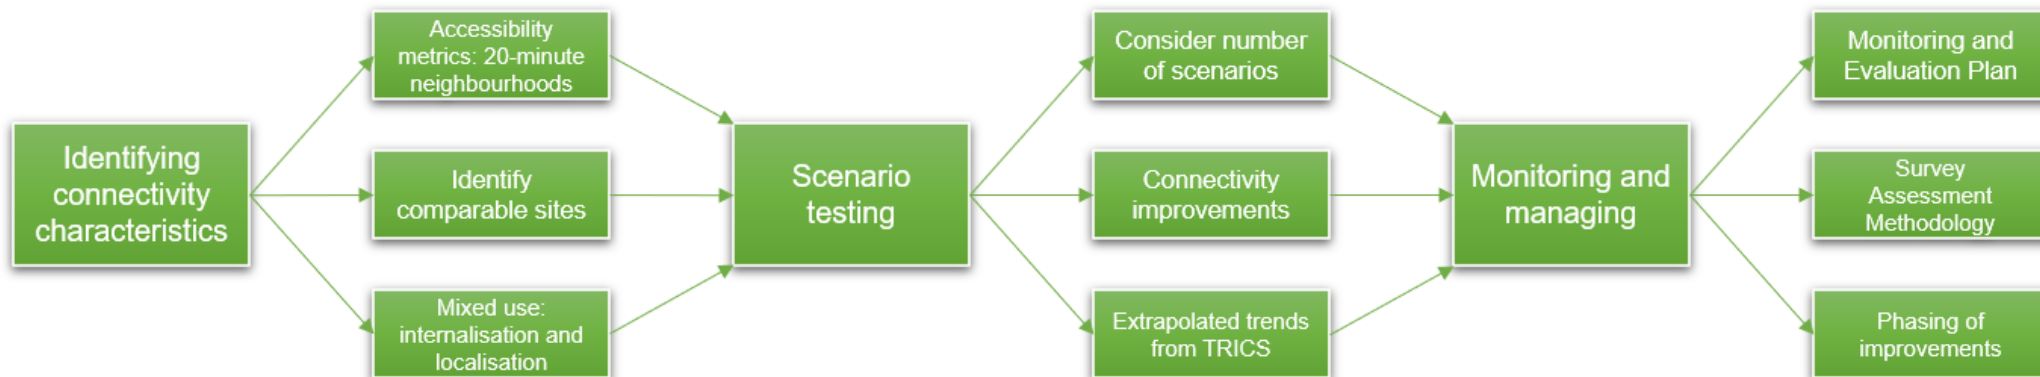 Identifying
connectivity
characteristics
Accessibility
metrics: 20-minute
neighbourhoods
Identify
comparable sites
Mixed use:
internalisation and
localisation
Scenario
testing
Consider number
of scenarios
Connectivity
improvements
Extrapolated trends
from TRICS
Monitoring and
managing
Monitoring and
Evaluation Plan
Survey
Assessment
Methodology
Phasing of
improvements